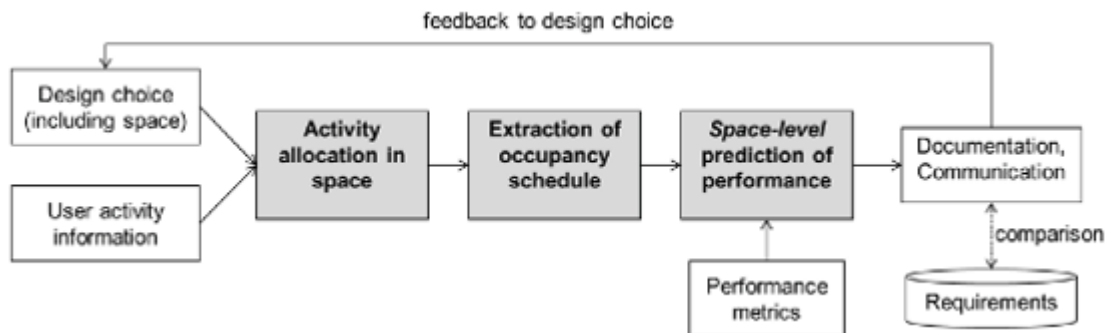 feedback to design choice
Design choice
(including space)
User activity
information
Activity
allocation in
space
Extraction of
occupancy
schedule
Space-level
prediction of
performance
Performance
metrics
Documentation,
Communication
comparison
Requirements